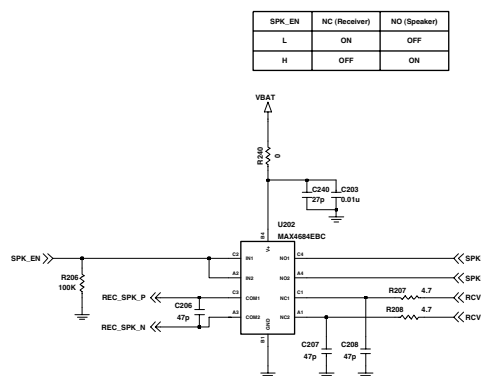 SPK_EN NC (Receiver) NO (Speaker)
L ON OFF
H OFF ON
VBAT
R240 0
C240 C203
27p 0.01u
U202
MAX4684EBC
B4
V+
SPK_EN C2 IN1 NO1 C4 SPK
A2 IN2 NO2 A4 SPK
R206
100K
R207 4.7
REC_SPK_P C3 COM1 NC1 C1 RCV
C206
47p
R208 4.7
REC_SPK_N A3 COM2 NC2 A1 RCV
GND
B1
C207 C208
47p 47p